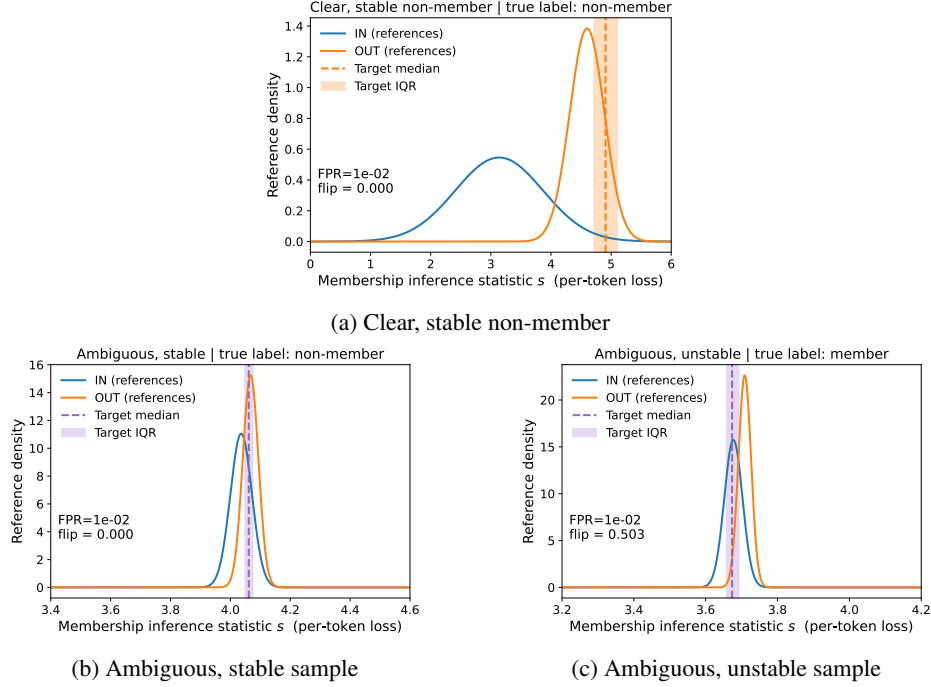 Clear, stable non-member | true label: non-member
IN (references)
OUT (references)
Target median
Target IQR
FPR=1e-02
flip = 0.000
Reference density
1.4
1.2
1.0
0.8
0.6
0.4
0.2
0.0
0 1 2 3 4 5 6
Membership inference statistic s (per-token loss)
(a) Clear, stable non-member
Ambiguous, stable | true label: non-member
IN (references)
OUT (references)
Target median
Target IQR
FPR=1e-02
flip = 0.000
Reference density
16
14
12
10
8
6
4
2
0
3.4 3.6 3.8 4.0 4.2 4.4 4.6
Membership inference statistic s (per-token loss)
(b) Ambiguous, stable sample
Ambiguous, unstable | true label: member
IN (references)
OUT (references)
Target median
Target IQR
FPR=1e-02
flip = 0.503
Reference density
20
15
10
5
0
3.2 3.4 3.6 3.8 4.0 4.2
Membership inference statistic s (per-token loss)
(c) Ambiguous, unstable sample